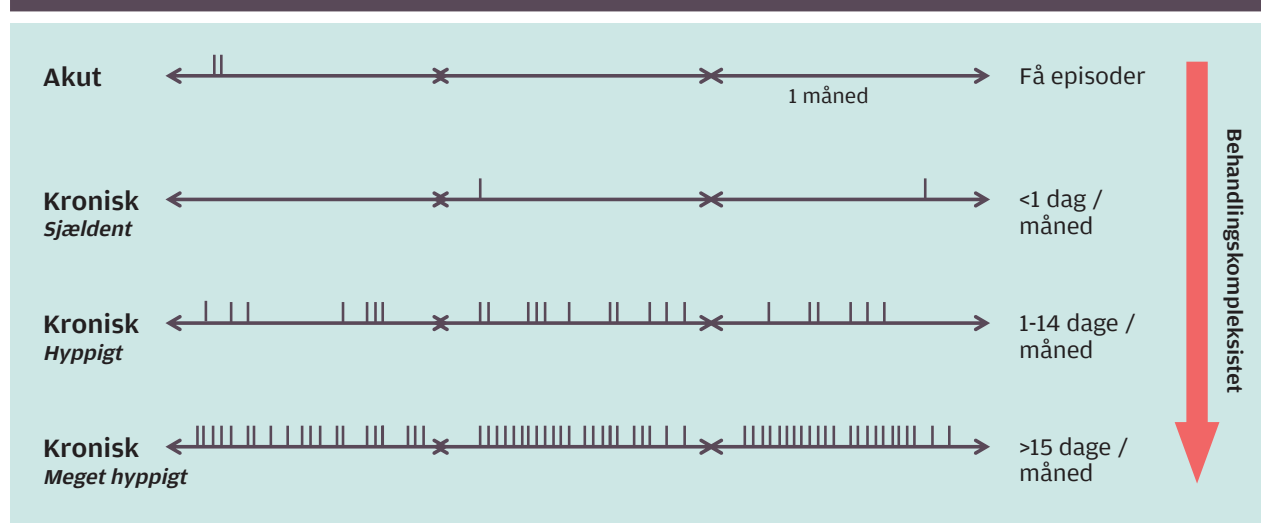 Akut
Få episoder
1 måned
Kronisk
Sjældent
<1 dag /
måned
Kronisk
Hyppigt
1-14 dage /
måned
Kronisk
Meget hyppigt
>15 dage /
måned
Behandlingskompleksistet